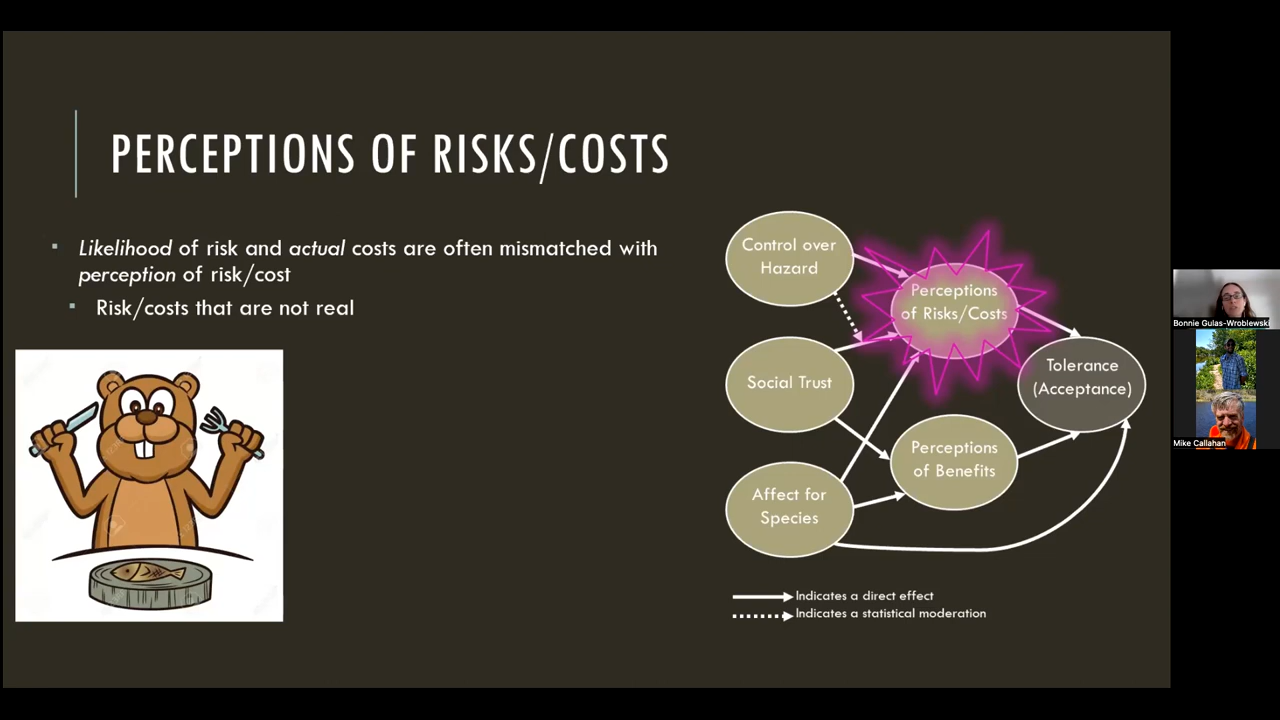 PERCEPTIONS OF RISKS/COSTS
Likelihood of risk and actual costs are often mismatched with
perception of risk/cost
Risk/costs that are not real
Control over
Hazard
Perceptions
of Risks/Costs
Social Trust
Tolerance
(Acceptance)
Perceptions
of Benefits
Affect for
Species
Indicates a direct effect
Indicates a statistical moderation
Bonnie Gulas-Wroblewski
Mike Callahan